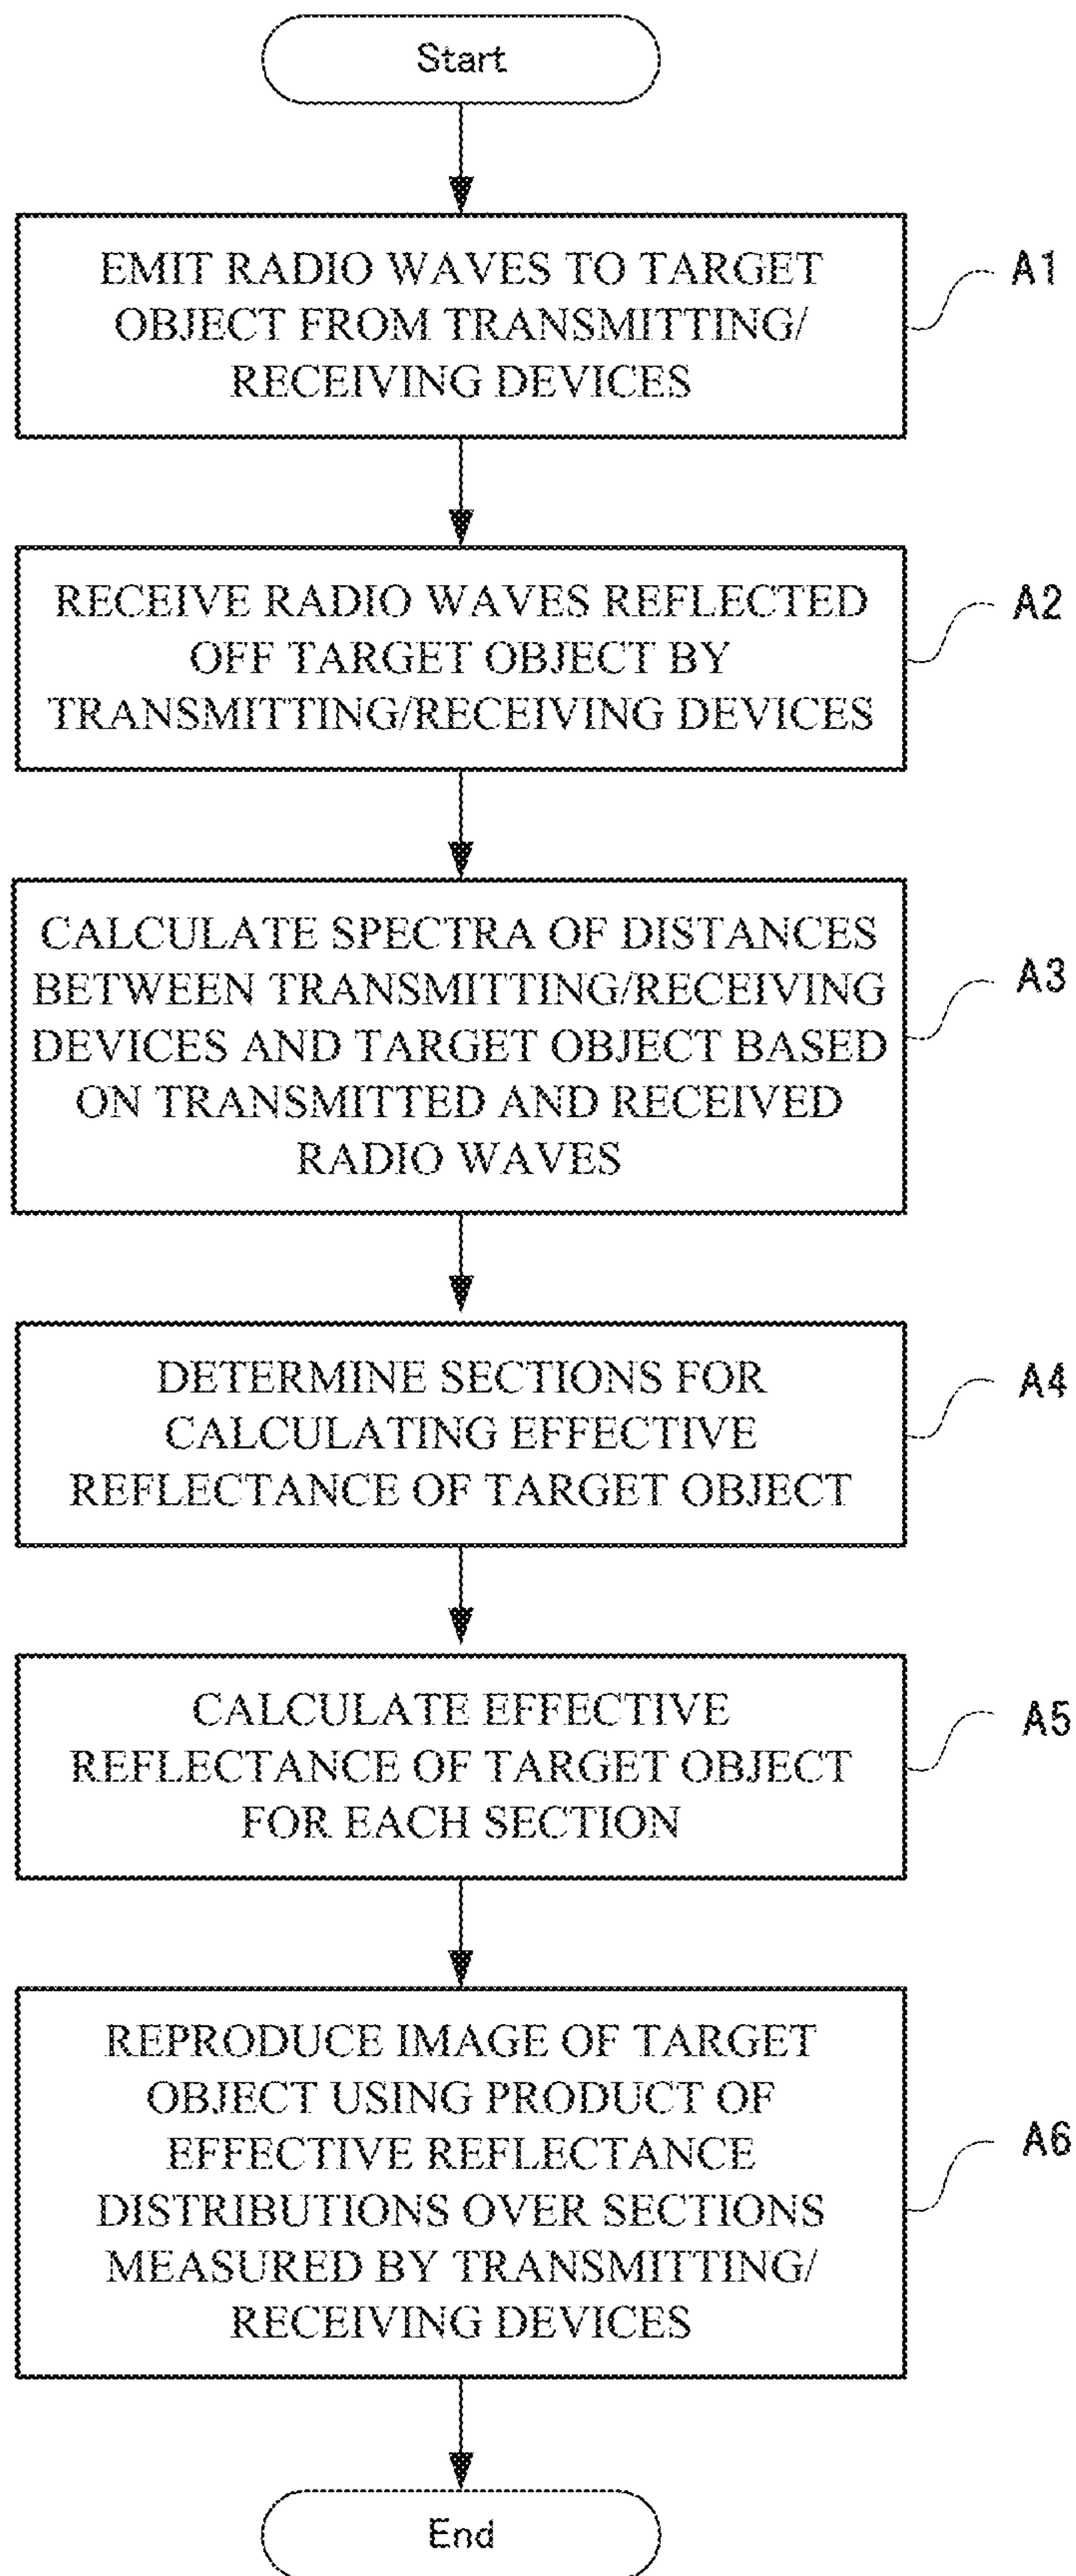 Start
EMIT RADIO WAVES TO TARGET
OBJECT FROM TRANSMITTING/
RECEIVING DEVICES
A1
RECEIVE RADIO WAVES REFLECTED
OFF TARGET OBJECT BY
TRANSMITTING/RECEIVING DEVICES
A2
CALCULATE SPECTRA OF DISTANCES
BETWEEN TRANSMITTING/RECEIVING
DEVICES AND TARGET OBJECT BASED
ON TRANSMITTED AND RECEIVED
RADIO WAVES
A3
DETERMINE SECTIONS FOR
CALCULATING EFFECTIVE
REFLECTANCE OF TARGET OBJECT
A4
CALCULATE EFFECTIVE
REFLECTANCE OF TARGET OBJECT
FOR EACH SECTION
A5
REPRODUCE IMAGE OF TARGET
OBJECT USING PRODUCT OF
EFFECTIVE REFLECTANCE
DISTRIBUTIONS OVER SECTIONS
MEASURED BY TRANSMITTING/
RECEIVING DEVICES
A6
End